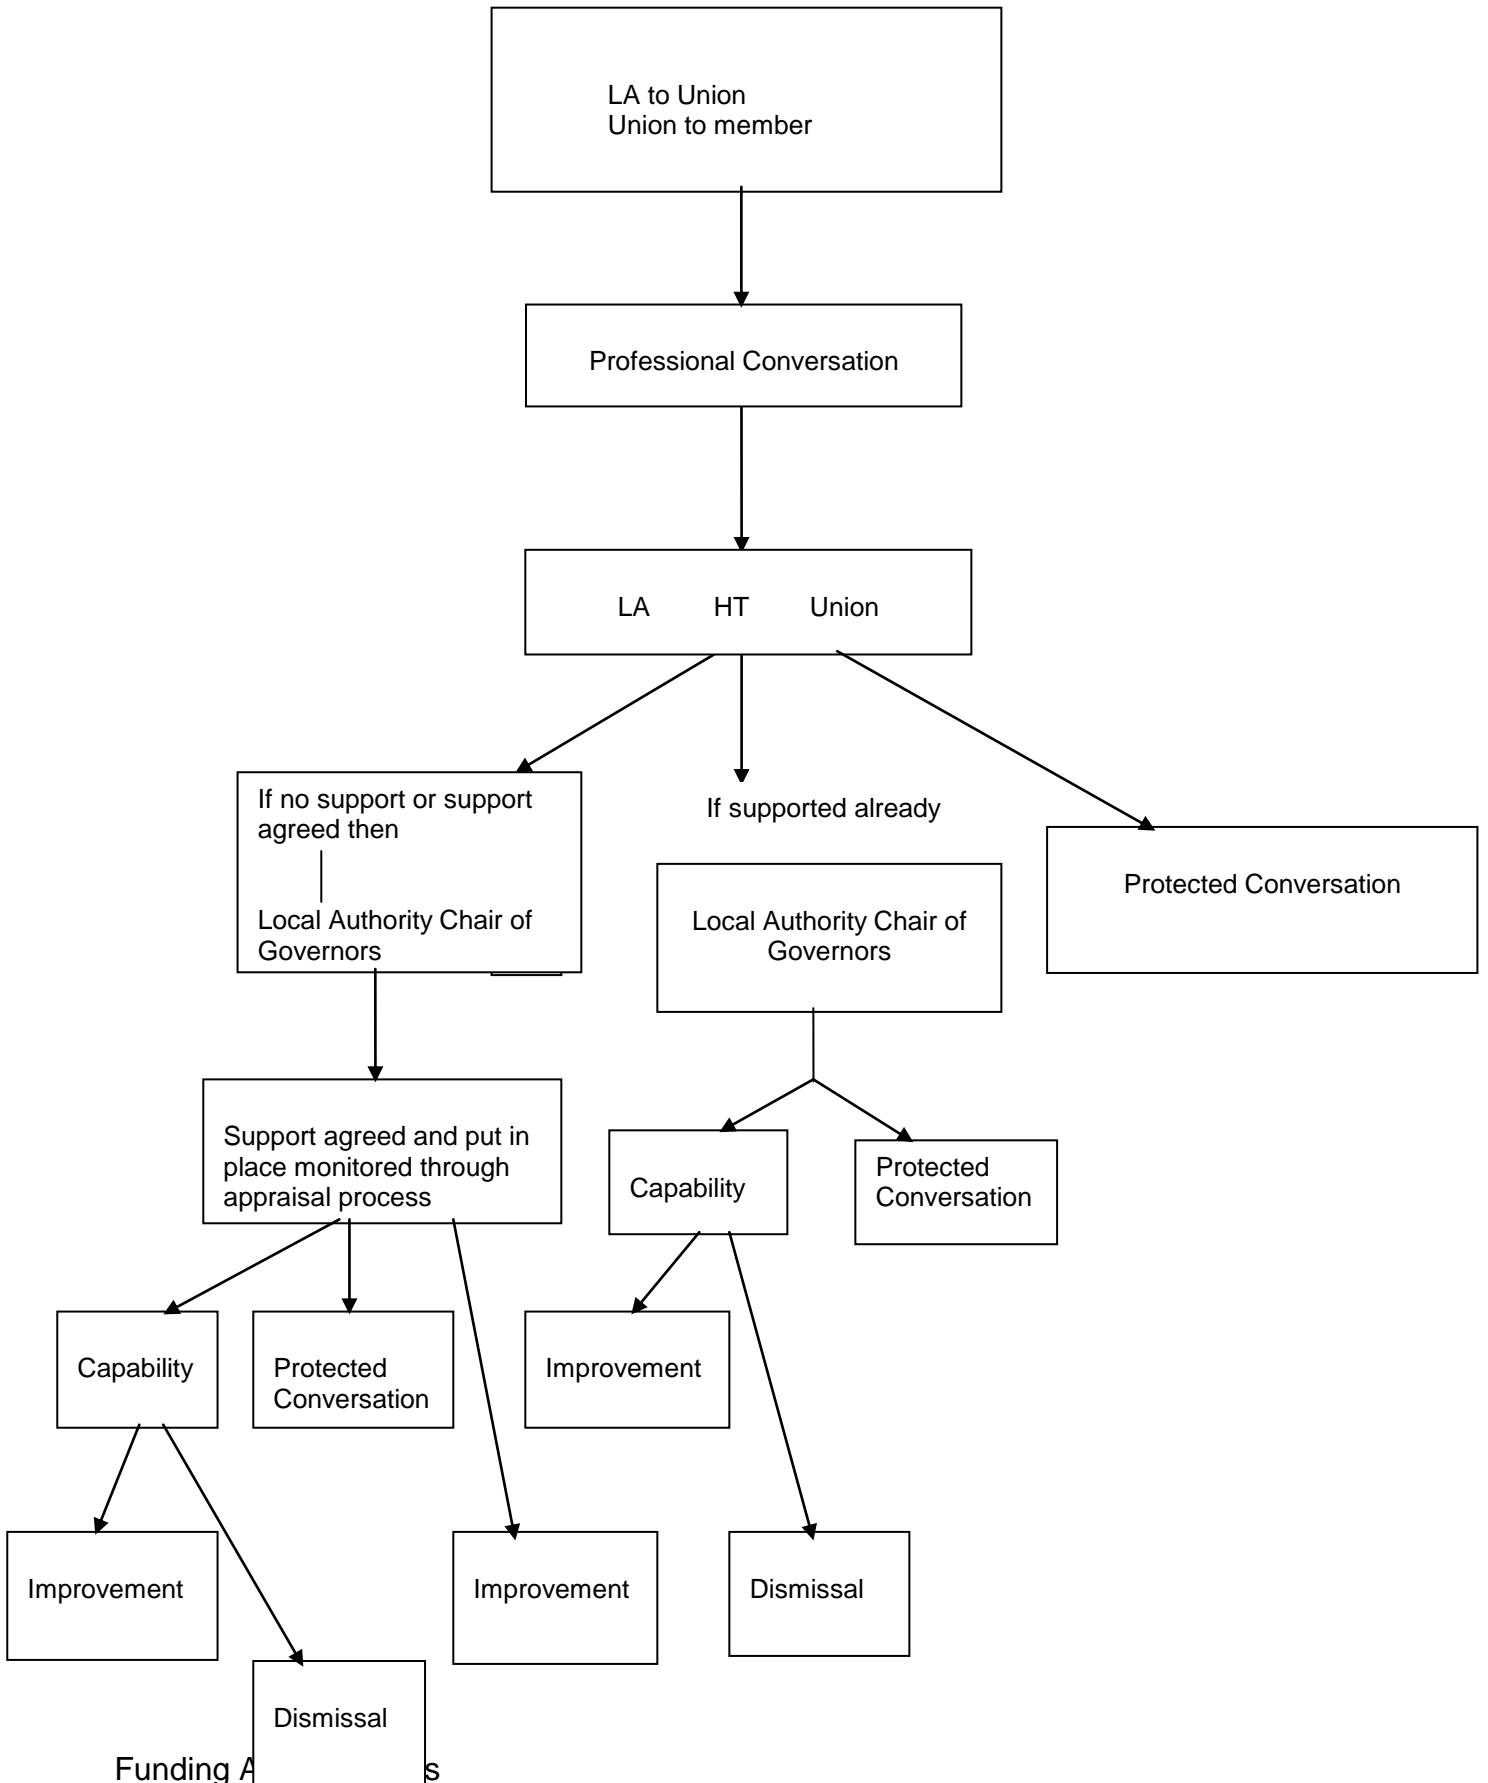 LA to Union
Union to member
Professional Conversation
LA HT Union
If no support or support
agreed then
Local Authority Chair of
Governors
If supported already
Local Authority Chair of
Governors
Protected Conversation
Support agreed and put in
place monitored through
appraisal process
Capability
Protected
Conversation
Capability
Protected
Conversation
Improvement
Improvement
Improvement
Dismissal
Dismissal
Funding